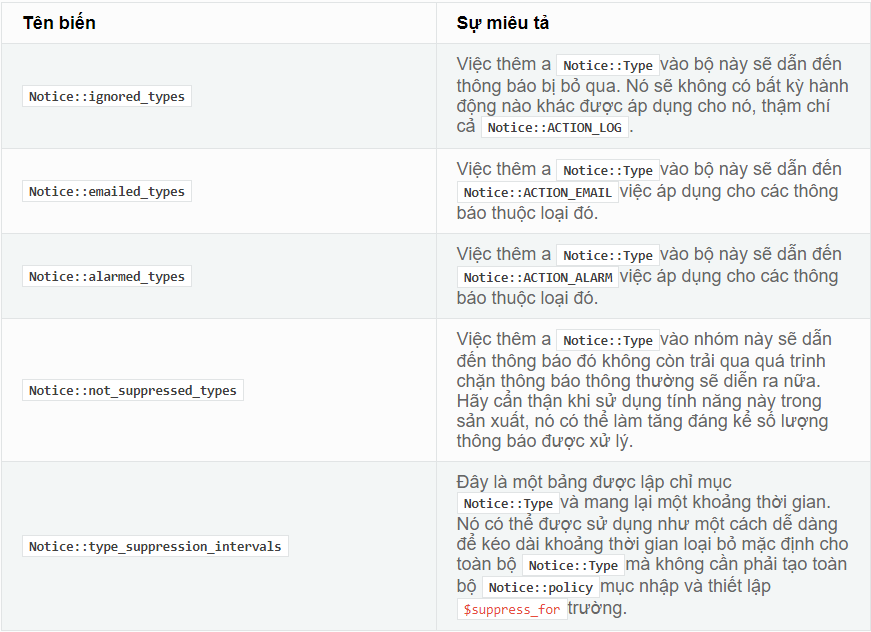 Tên biến
Sự miêu tả
Notice::ignored_types
Việc thêm a Notice::Type vào bộ này sẽ dẫn đến
thông báo bị bỏ qua. Nó sẽ không có bất kỳ hành
động nào khác được áp dụng cho nó, thậm chí
cả Notice::ACTION_LOG .
Notice::emailed_types
Việc thêm a Notice::Type vào bộ này sẽ dẫn đến
Notice::ACTION_EMAIL việc áp dụng cho các thông
báo thuộc loại đó.
Notice::alarmed_types
Việc thêm a Notice::Type vào bộ này sẽ dẫn đến
Notice::ACTION_ALARM việc áp dụng cho các thông
báo thuộc loại đó.
Notice::not_suppressed_types
Việc thêm a Notice::Type vào nhóm này sẽ dẫn
đến thông báo đó không còn trải qua quá trình
chặn thông báo thông thường sẽ diễn ra nữa.
Hãy cẩn thận khi sử dụng tính năng này trong
sản xuất, nó có thể làm tăng đáng kể số lượng
thông báo được xử lý.
Notice::type_suppression_intervals
Đây là một bảng được lập chỉ mục
Notice::Type và mang lại một khoảng thời gian.
Nó có thể được sử dụng như một cách dễ dàng
để kéo dài khoảng thời gian loại bỏ mặc định cho
toàn bộ Notice::Type mà không cần phải tạo toàn
bộ Notice::policy mục nhập và thiết lập
$suppress_for trường.